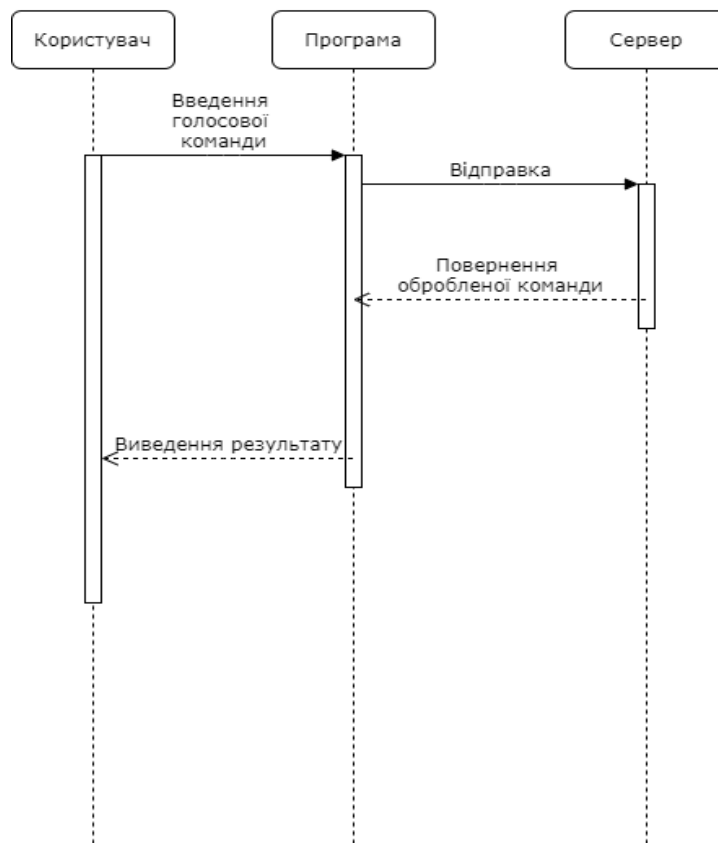 Користувач
Програма
Сервер
Введення
голосової
команди
Відправка
Повернення
обробленої команди
Виведення результату